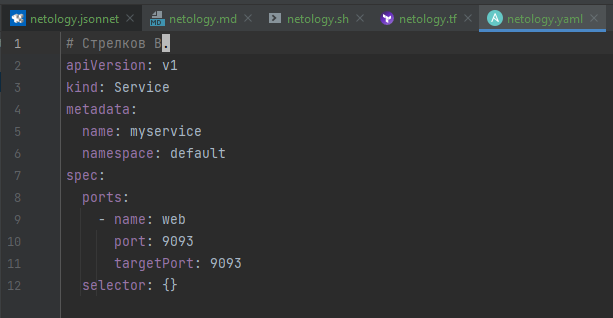 netology.jsonnet netology.md netology.sh netology.tf netology.yaml
1 # Стрелков В.
2 apiVersion: v1
3 kind: Service
4 metadata:
5   name: myservice
6   namespace: default
7 spec:
8   ports:
9     - name: web
10       port: 9093
11       targetPort: 9093
12   selector: {}